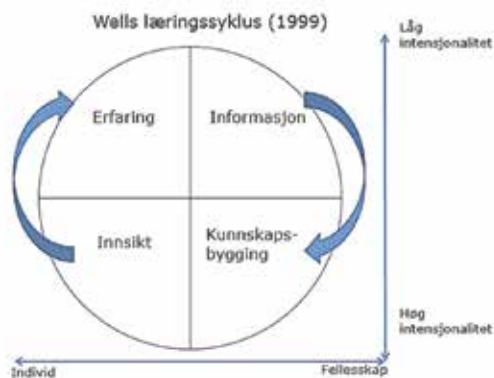 Wells læringssyklus (1999)
Låg
intensjonalitet
Erfaring
Informasjon
Innsikt
Kunnskaps-
bygging
Høg
intensjonalitet
Individ
Fellesskap